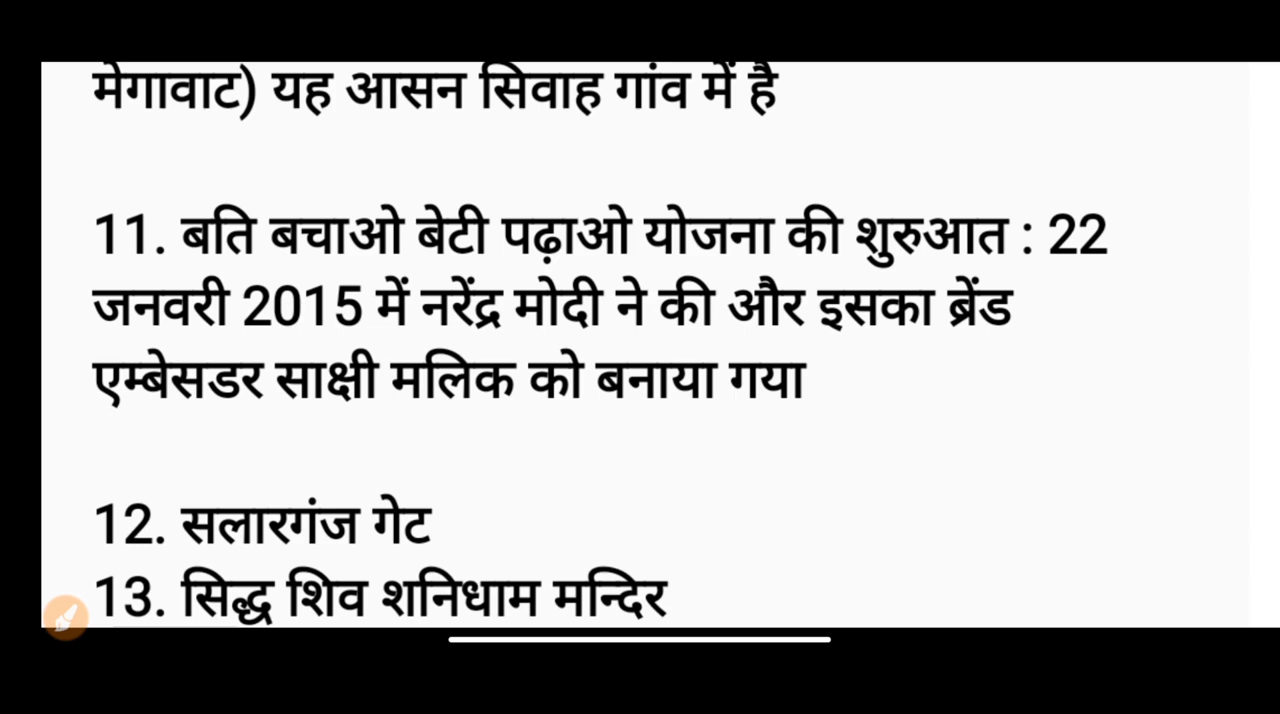 मेगावाट) यह आसन सिवाह गांव में है
11. बति बचाओ बेटी पढ़ाओ योजना की शुरुआत : 22
जनवरी 2015 में नरेंद्र मोदी ने की और इसका ब्रेंड
एम्बेसडर साक्षी मलिक को बनाया गया
12. सलारगंज गेट
13. सिद्ध शिव शनिधाम मन्दिर